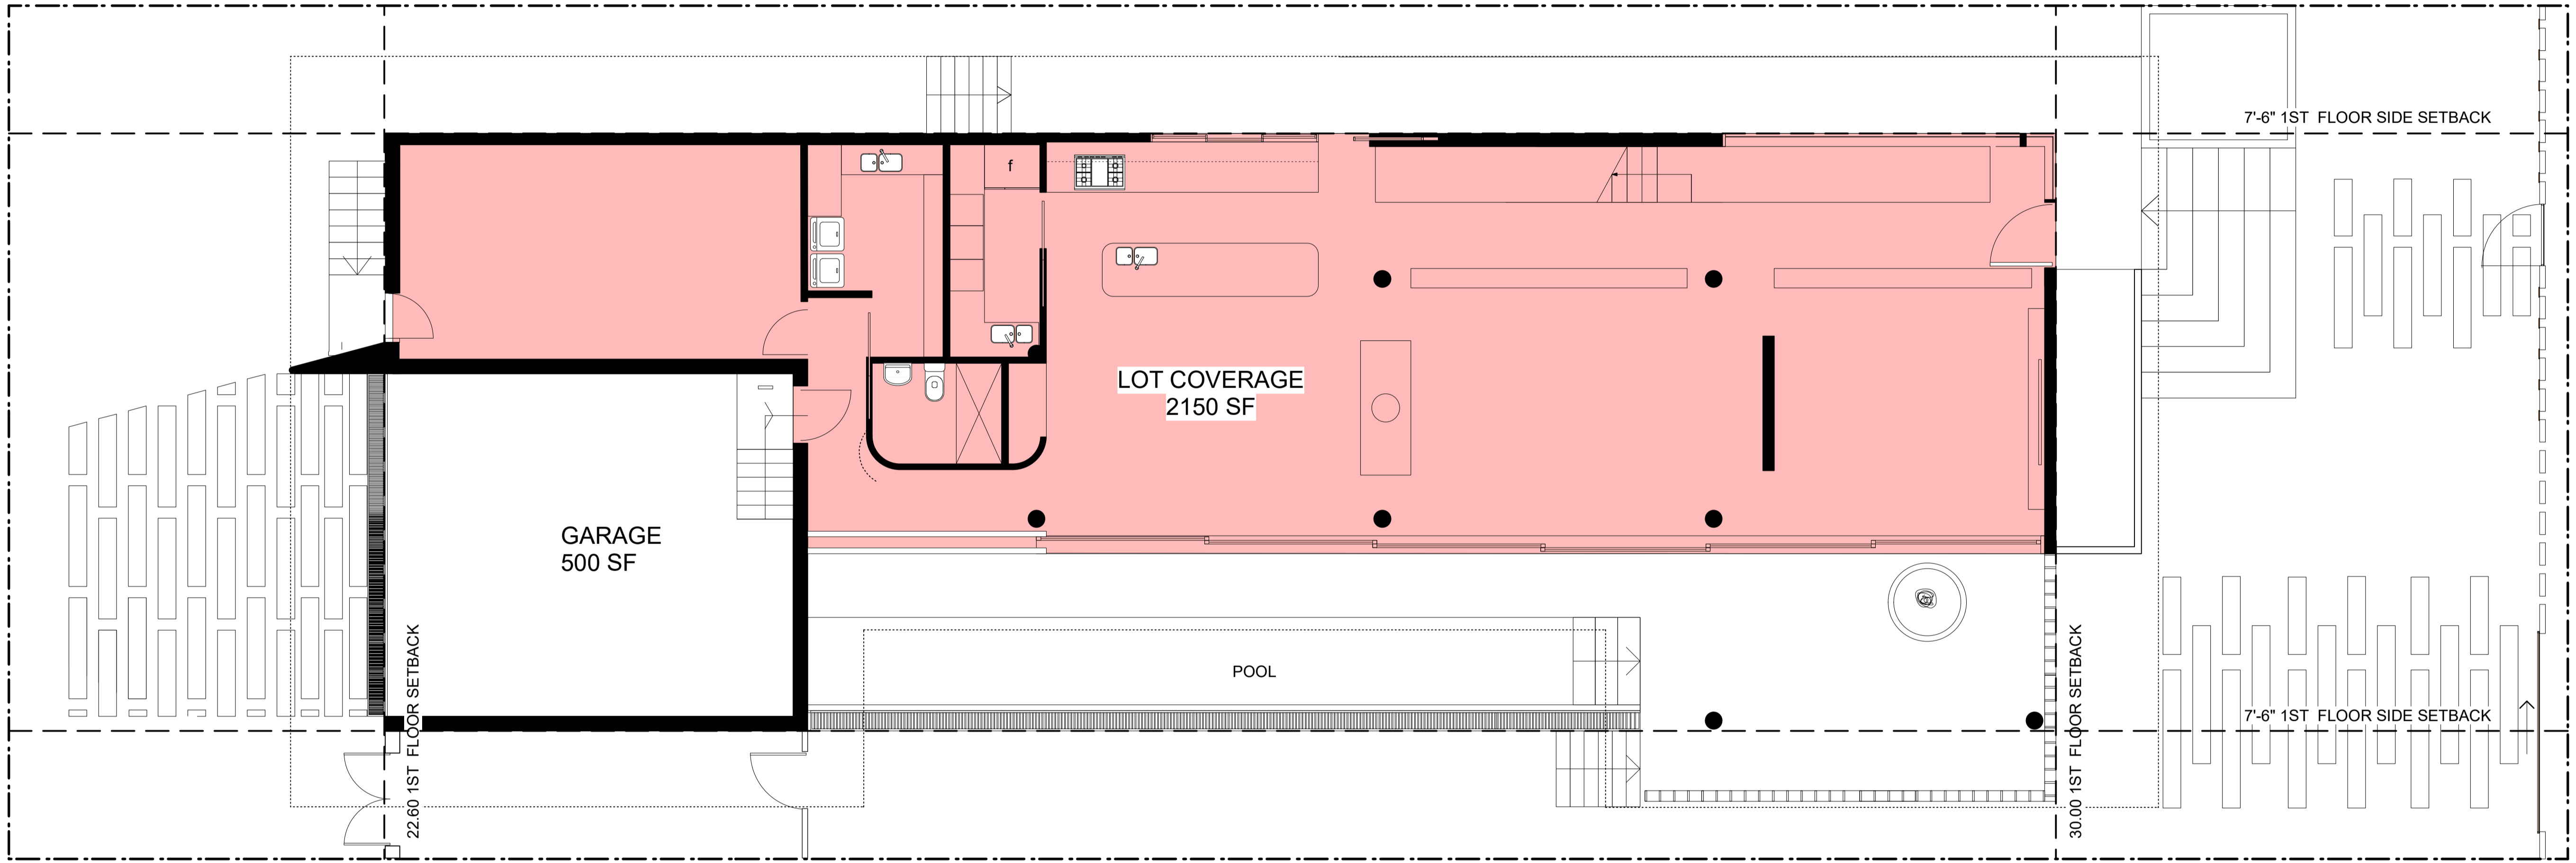 7'-6" 1ST FLOOR SIDE SETBACK
f
LOT COVERAGE
2150 SF
GARAGE
500 SF
POOL
22.60 1ST FLOOR SETBACK
30.00 1ST FLOOR SETBACK
7'-6" 1ST FLOOR SIDE SETBACK